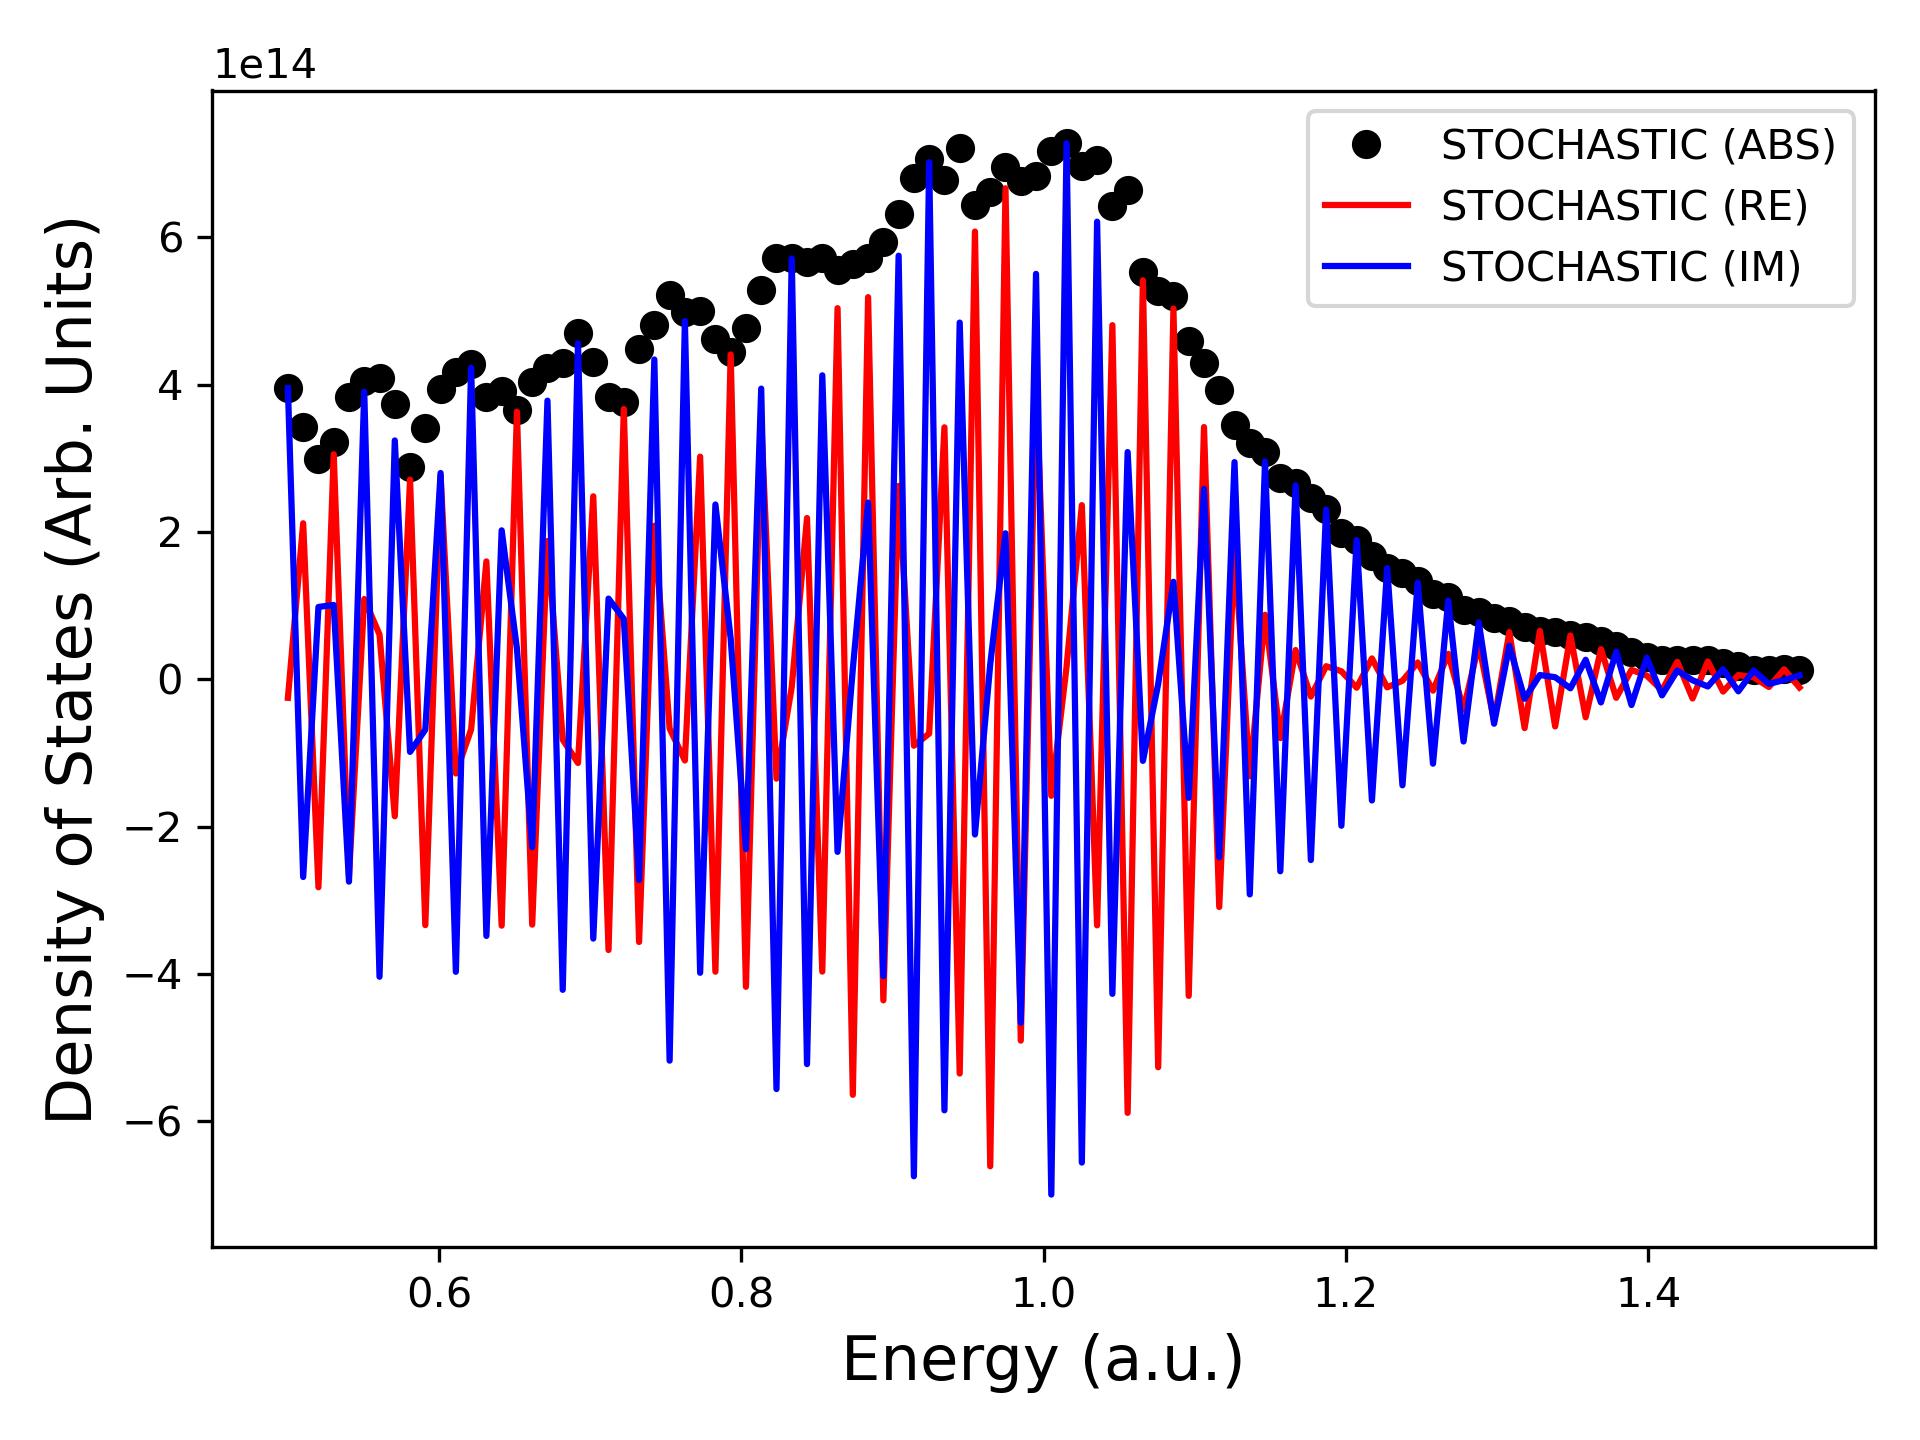 1e14
STOCHASTIC (ABS)
STOCHASTIC (RE)
STOCHASTIC (IM)
Density of States (Arb. Units)
6
4
2
0
−2
−4
−6
0.6 0.8 1.0 1.2 1.4
Energy (a.u.)